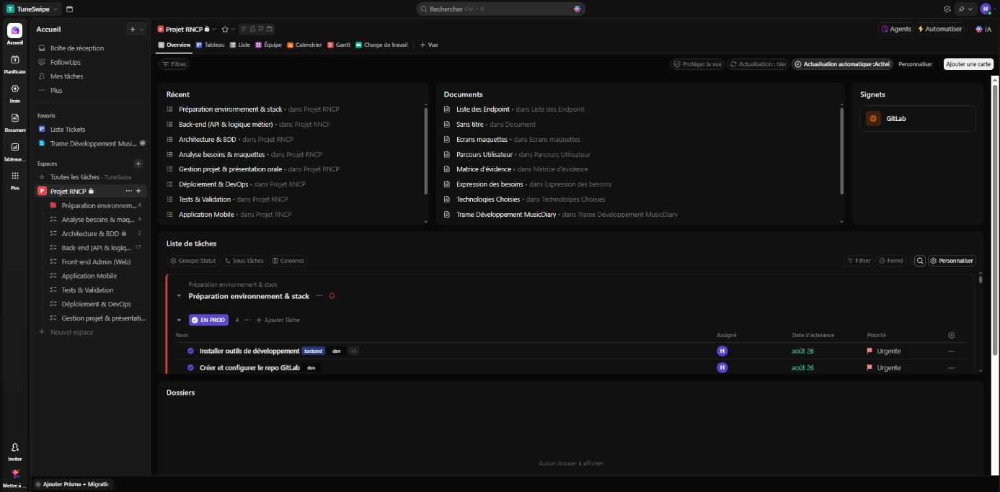 TuneSwipe
Rechercher Ctrl + K
H
Accueil
Planificate
Brain
Document
Tableaux ...
Plus
Inviter
Mettre à ...
Accueil
Boîte de réception
FollowUps
Mes tâches
Plus
Favoris
Liste Tickets
Trame Développement Musi...
Espaces
Toutes les tâches - TuneSwipe
Projet RNCP
Préparation environnem... 4
Analyse besoins & maq... 4
Architecture & BDD 2
Back-end (API & logiq... 17
Front-end Admin (Web)
Application Mobile
Tests & Validation
Déploiement & DevOps
Gestion projet & présentati...
Nouvel espace
Projet RNCP
Agents
Automatiser
IA
Overview
Tableau
Liste
Équipe
Calendrier
Gantt
Charge de travail
Vue
Filtres
Protéger la vue
Actualisation : hier
Actualisation automatique :Activé
Personnaliser
Ajouter une carte
Récent
Préparation environnement & stack • dans Projet RNCP
Back-end (API & logique métier) • dans Projet RNCP
Architecture & BDD • dans Projet RNCP
Analyse besoins & maquettes • dans Projet RNCP
Gestion projet & présentation orale • dans Projet RNCP
Déploiement & DevOps • dans Projet RNCP
Tests & Validation • dans Projet RNCP
Application Mobile • dans Projet RNCP
Documents
Liste des Endpoint • dans Liste des Endpoint
Sans titre • dans Document
Ecrans maquettes • dans Ecrans maquettes
Parcours Utilisateur • dans Parcours Utilisateur
Matrice d'évidence • dans Matrice d'évidence
Expression des besoins • dans Expression des besoins
Technologies Choisies • dans Technologies Choisies
Trame Développement MusicDiary • dans Trame Développement MusicDiary
Signets
GitLab
Liste de tâches
Groupe: Statut
Sous-tâches
Colonnes
Filtrer
Fermé
Personnaliser
Préparation environnement & stack
Préparation environnement & stack
EN PROD 4 ... + Ajouter Tâche
Nom Assigné Date d'échéance Priorité
Installer outils de développement backend dev +1 H août 26 Urgente
Créer et configurer le repo GitLab dev H août 26 Urgente
Dossiers
Aucun dossier à afficher
Ajouter Prisma + Migratio